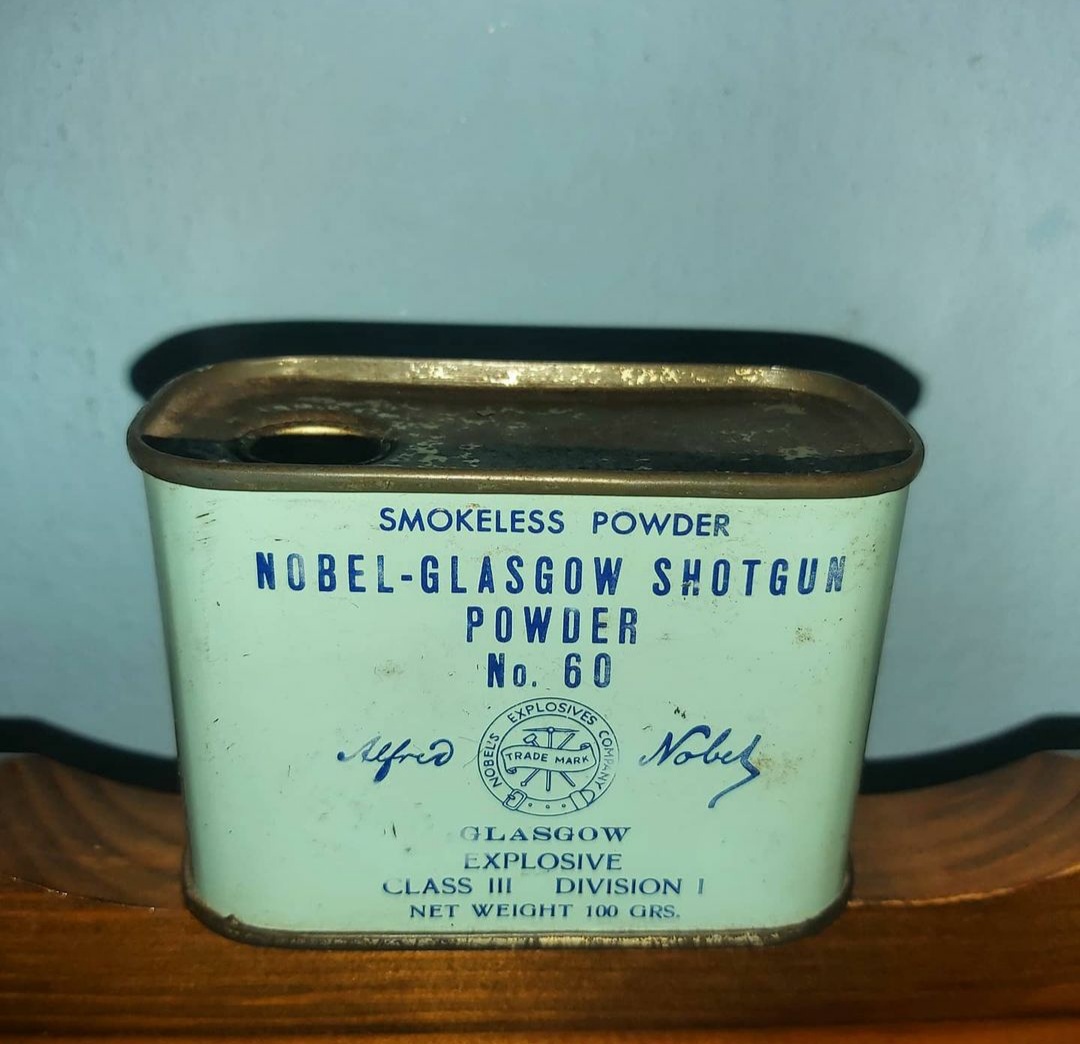 SMOKELESS POWDER
NOBEL-GLASGOW SHOTGUN
POWDER
No. 60
Alfred Nobel
NOBEL'S EXPLOSIVES COMPANY
TRADE MARK
GLASGOW
EXPLOSIVE
CLASS III DIVISION I
NET WEIGHT 100 GRS.